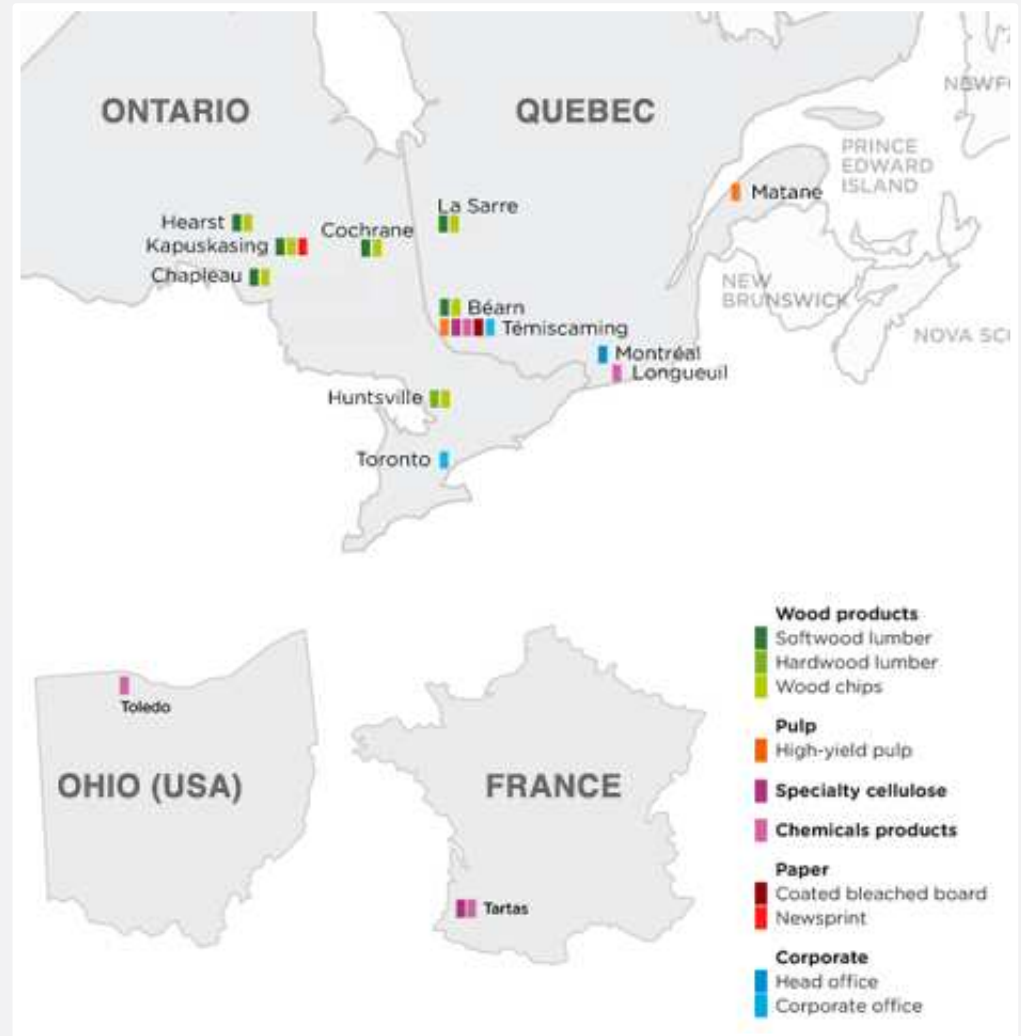 ONTARIO
QUEBEC
NEWF
PRINCE
EDWARD
ISLAND
Matane
La Sarre
Hearst
Cochrane
Kapuskasing
Chapleau
NEW
BRUNSWICK
NOVA SC
Béarn
Témiscaming
Montréal
Longueuil
Huntsville
Toronto
Toledo
OHIO (USA)
FRANCE
Tartas
Wood products
Softwood lumber
Hardwood lumber
Wood chips
Pulp
High-yield pulp
Specialty cellulose
Chemicals products
Paper
Coated bleached board
Newsprint
Corporate
Head office
Corporate office